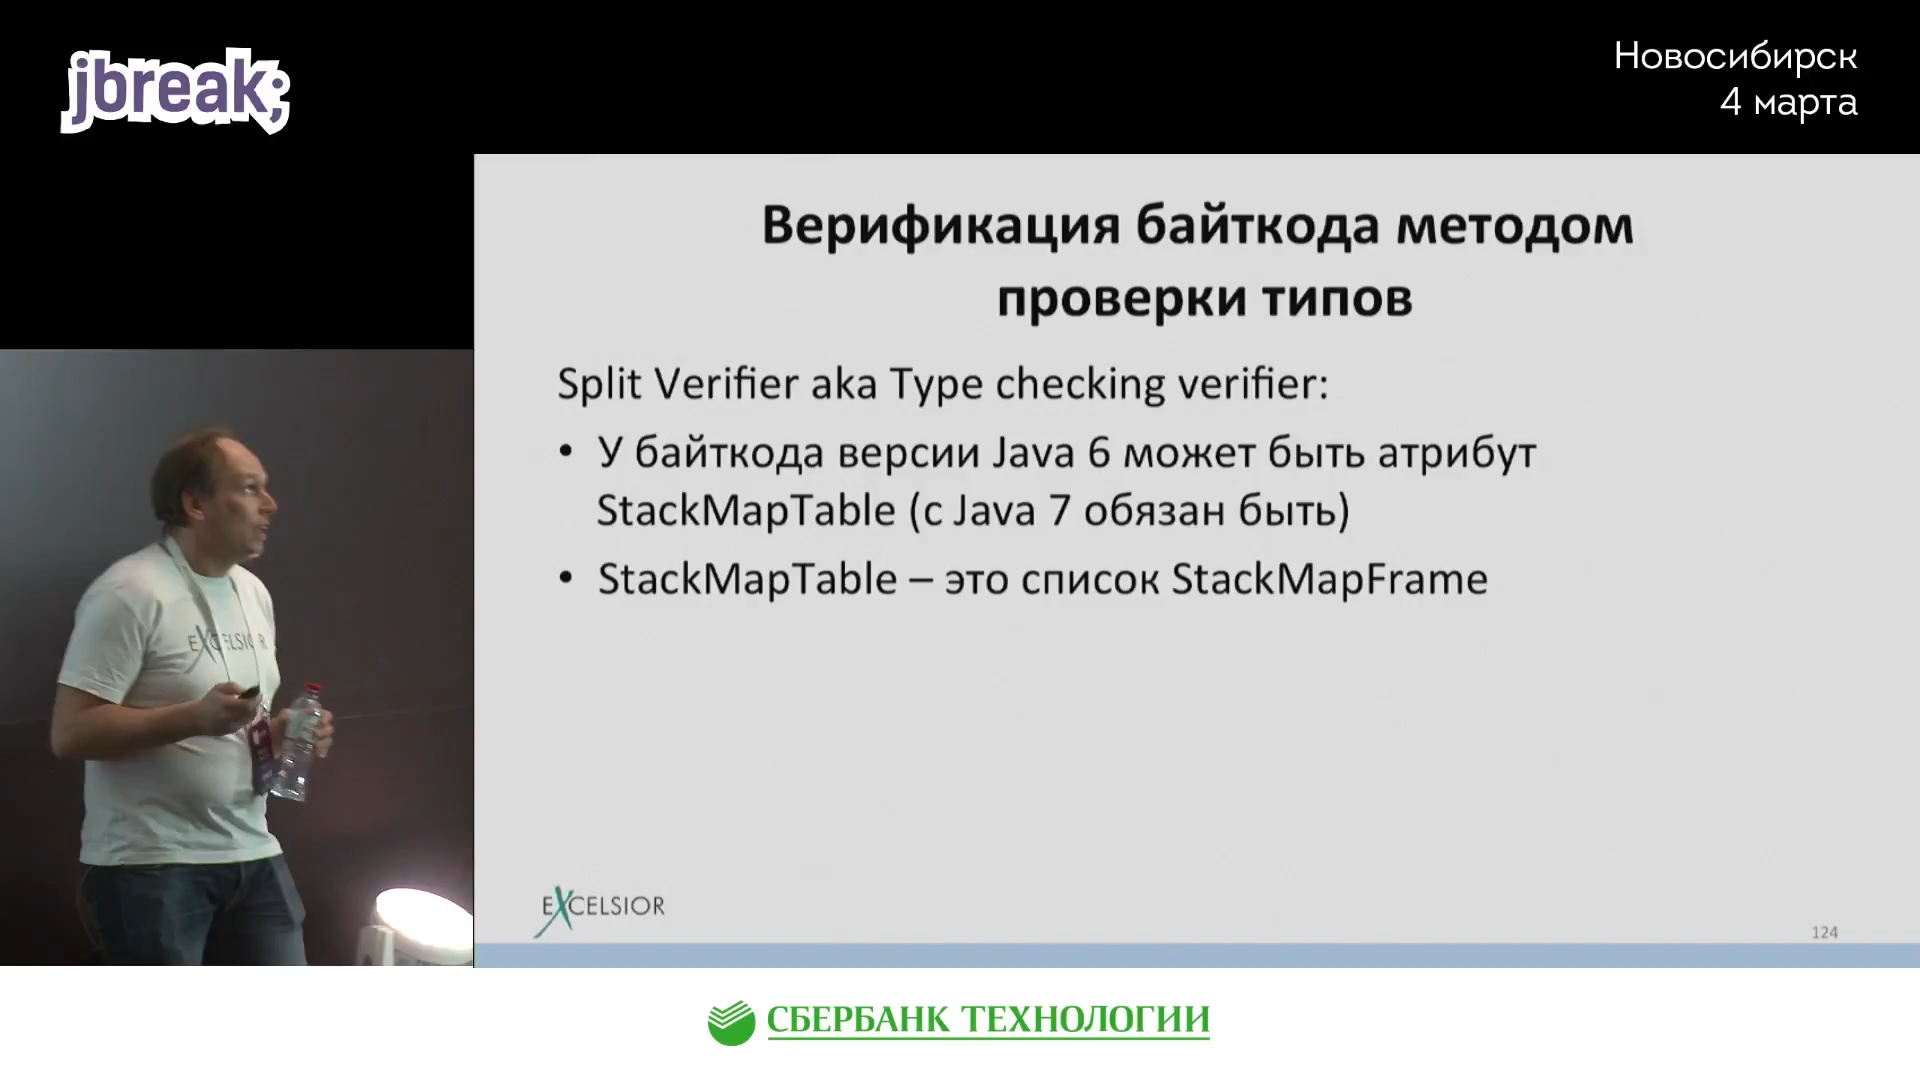 jbreak;
Новосибирск
4 марта
Верификация байткода методом
проверки типов
Split Verifier aka Type checking verifier:
• У байткода версии Java 6 может быть атрибут
StackMapTable (с Java 7 обязан быть)
• StackMapTable – это список StackMapFrame
EXCELSIOR
EXCELSIOR
124
СБЕРБАНК ТЕХНОЛОГИИ